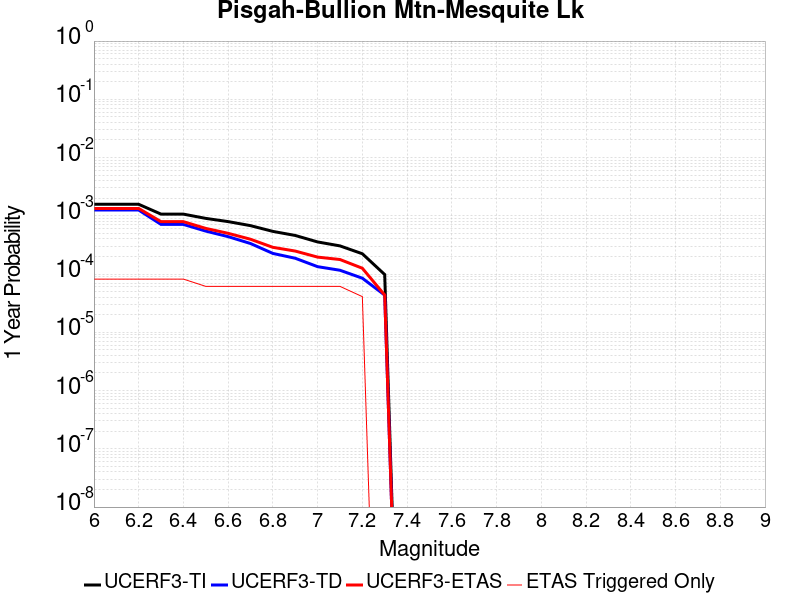 Pisgah-Bullion Mtn-Mesquite Lk
1 Year Probability
10^0
10^-1
10^-2
10^-3
10^-4
10^-5
10^-6
10^-7
10^-8
6 6.2 6.4 6.6 6.8 7 7.2 7.4 7.6 7.8 8 8.2 8.4 8.6 8.8 9
Magnitude
UCERF3-TI UCERF3-TD UCERF3-ETAS ETAS Triggered Only